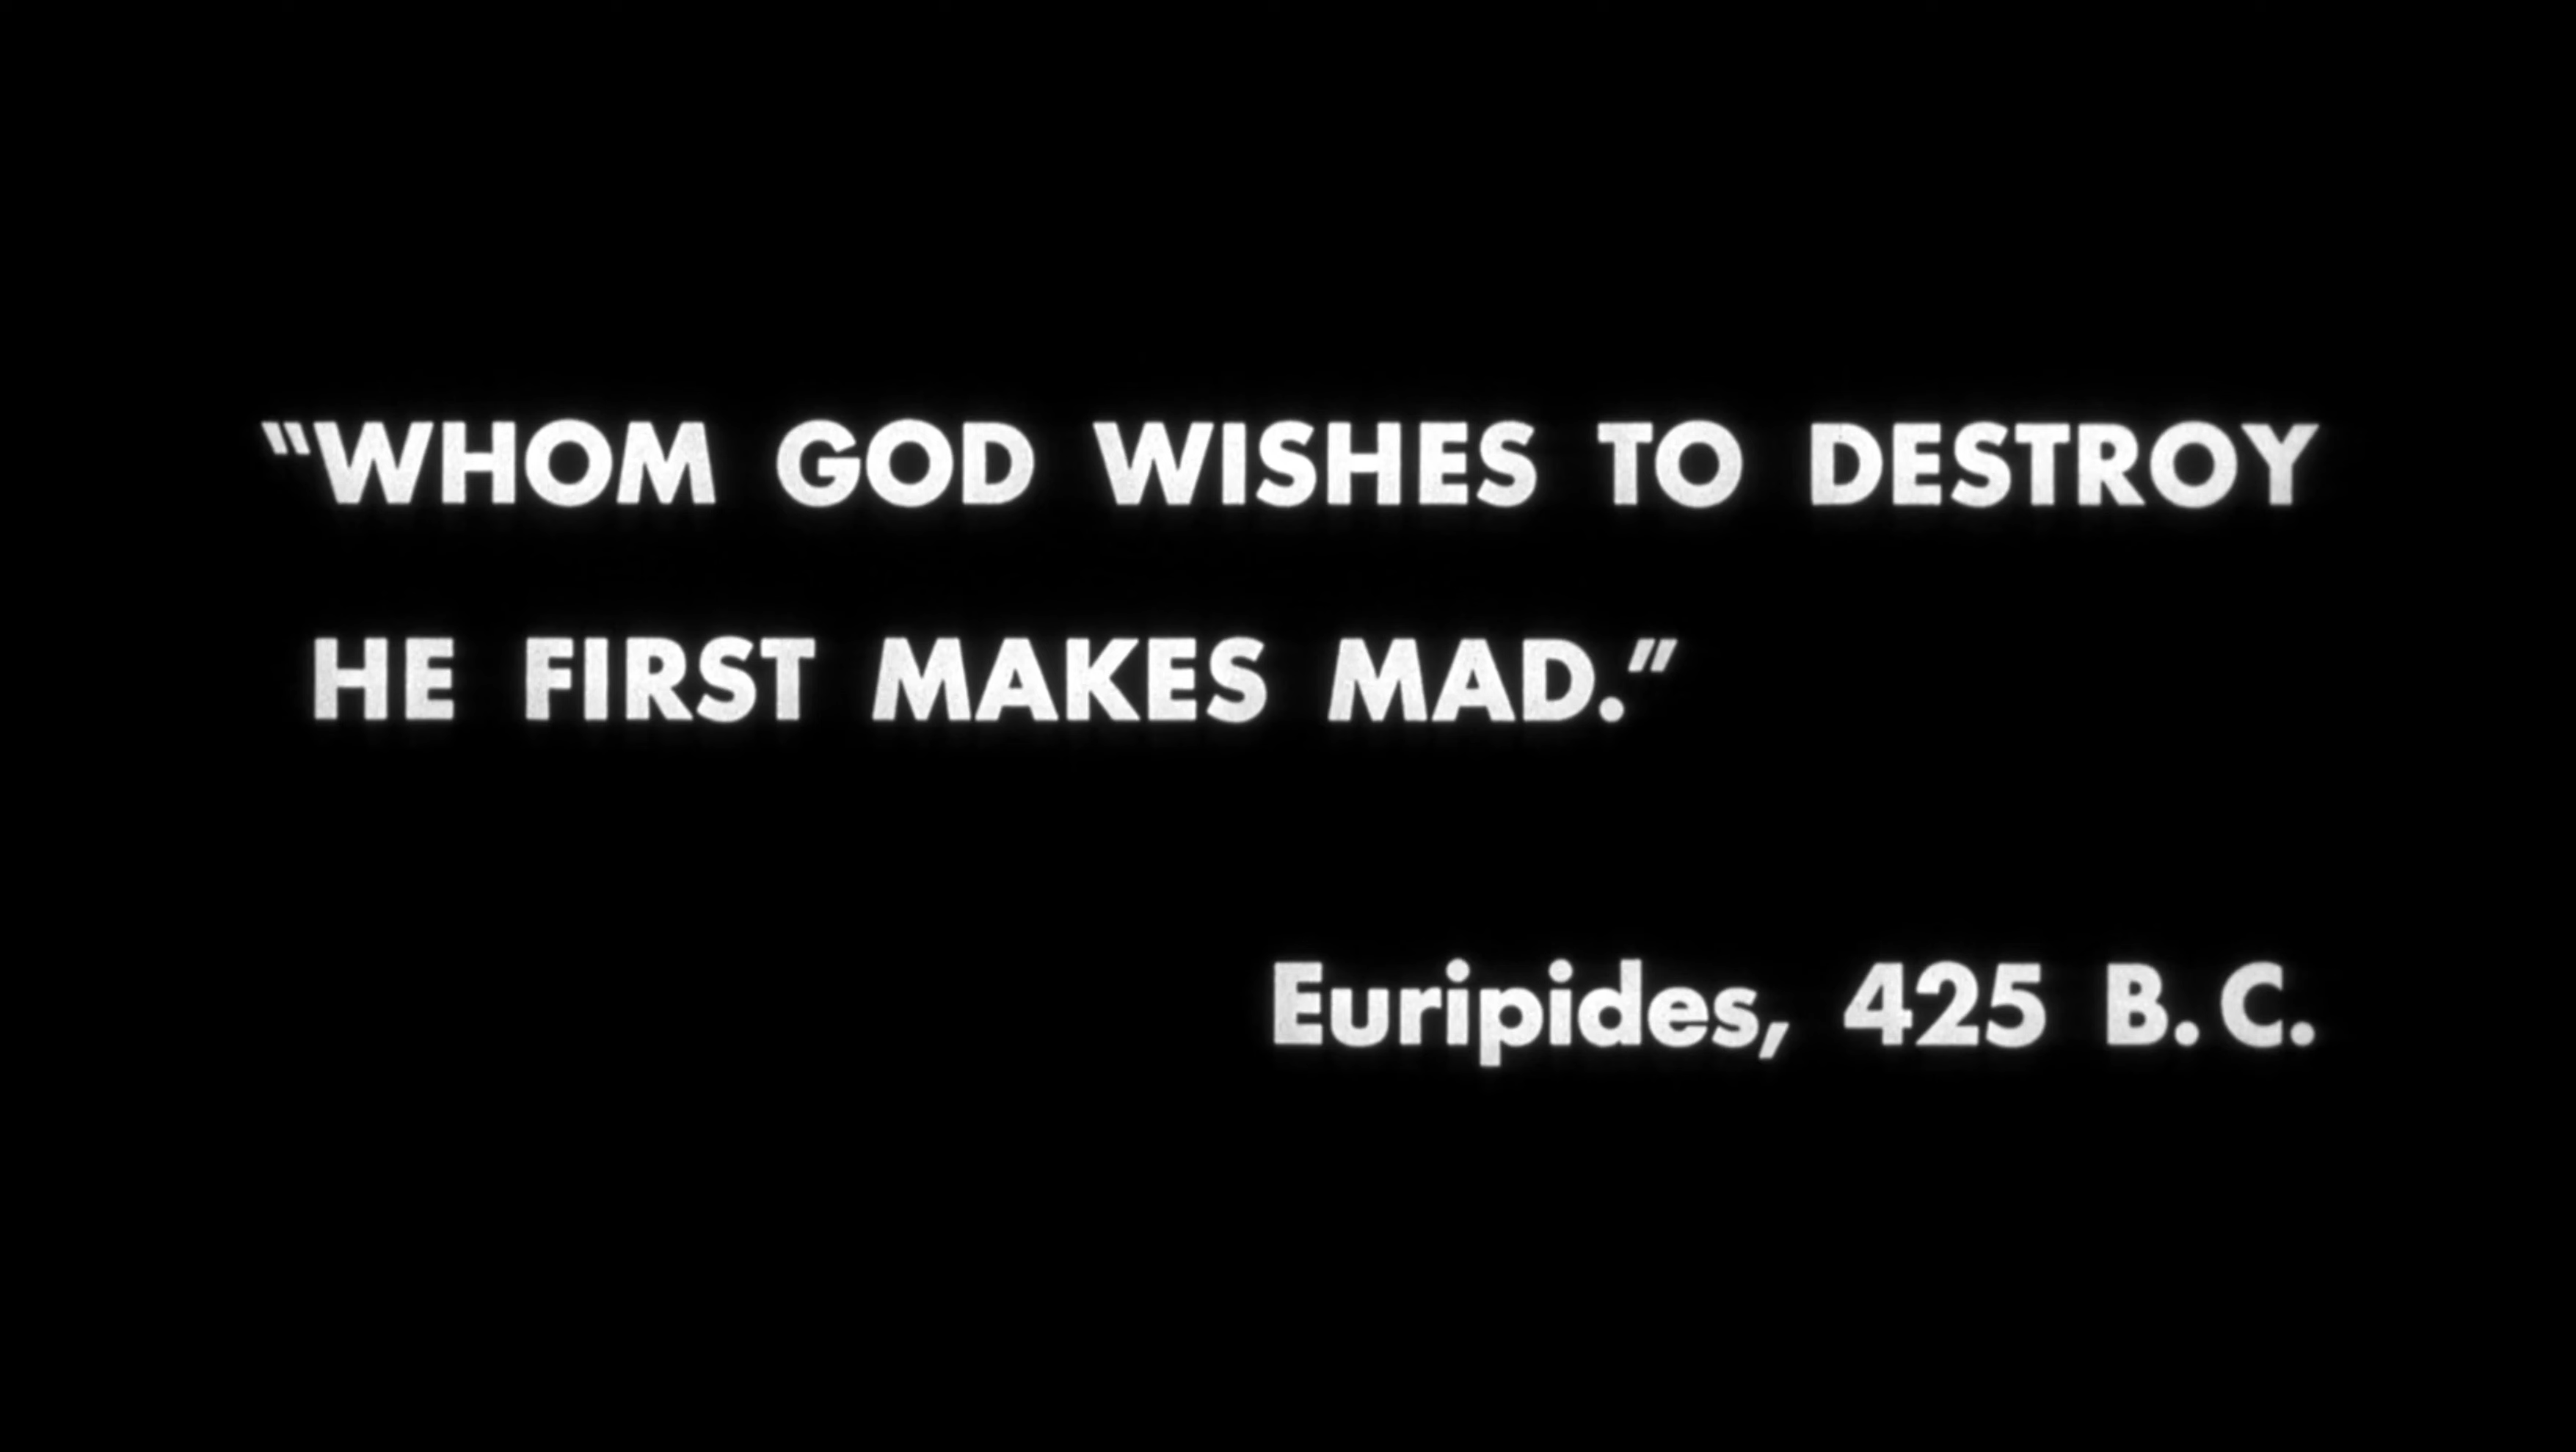 “WHOM GOD WISHES TO DESTROY
HE FIRST MAKES MAD.”
Euripides, 425 B.C.